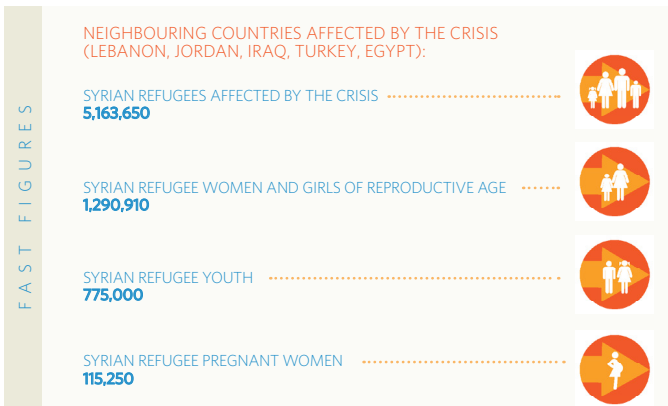 FAST FIGURES
NEIGHBOURING COUNTRIES AFFECTED BY THE CRISIS
(LEBANON, JORDAN, IRAQ, TURKEY, EGYPT):
SYRIAN REFUGEES AFFECTED BY THE CRISIS
5,163,650
SYRIAN REFUGEE WOMEN AND GIRLS OF REPRODUCTIVE AGE
1,290,910
SYRIAN REFUGEE YOUTH
775,000
SYRIAN REFUGEE PREGNANT WOMEN
115,250